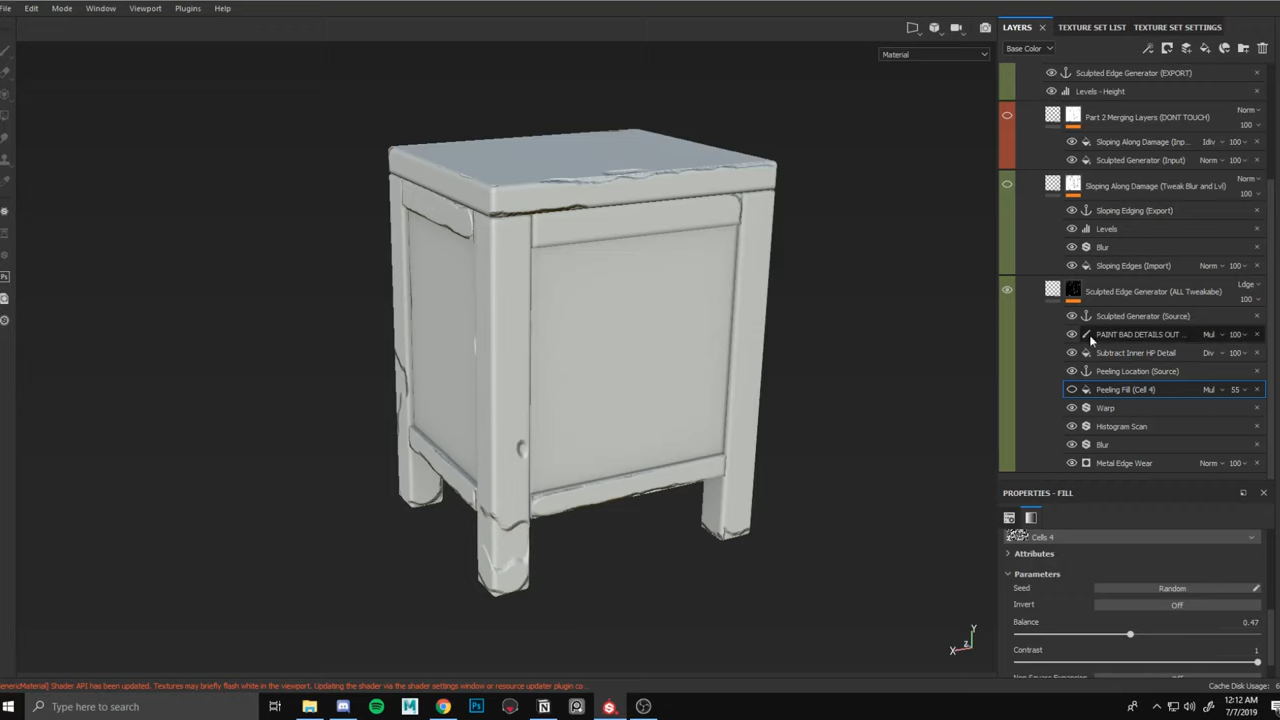 File Edit Mode Window Viewport Plugins Help
Material
LAYERS TEXTURE SET LIST TEXTURE SET SETTINGS
Base Color
Sculpted Edge Generator (EXPORT)
Levels - Height
Part 2 Merging Layers (DONT TOUCH) Norm 100
Sloping Along Damage (Inp... Idiv 100
Sculpted Generator (Input) Norm 100
Sloping Along Damage (Tweak Blur and Lvl) Norm 100
Sloping Edging (Export)
Levels
Blur
Sloping Edges (Import) Norm 100
Sculpted Edge Generator (ALL Tweakabe) Ldge 100
Sculpted Generator (Source)
PAINT BAD DETAILS OUT ... Mul 100
Subtract Inner HP Detail Div 100
Peeling Location (Source)
Peeling Fill (Cell 4) Mul 55
Warp
Histogram Scan
Blur
Metal Edge Wear Norm 100
PROPERTIES - FILL
Cells 4
Attributes
Parameters
Seed Random
Invert Off
Balance 0.47
Contrast 1
Y
X Z
GenericMaterial] Shader API has been updated. Textures may briefly flash white in the viewport. Updating the shader settings window or resource updater plugin co...
Cache Disk Usage:
Type here to search
12:12 AM
7/7/2019